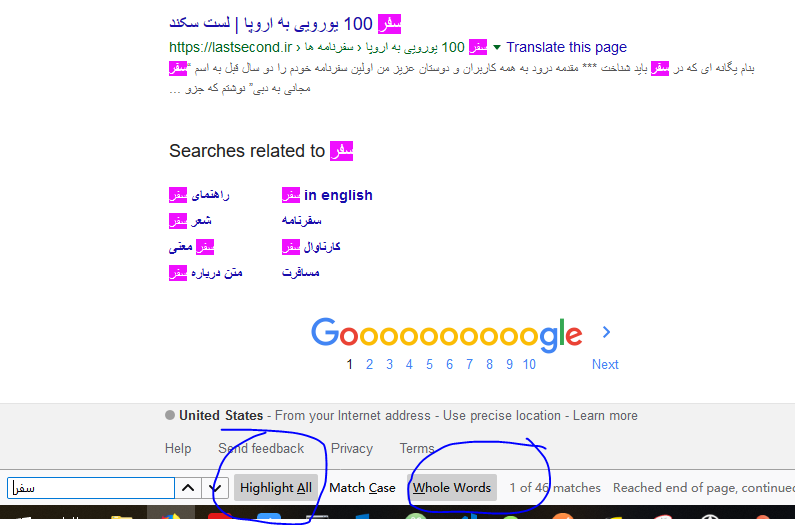 سفر 100 یورویی به اروپا | لست سکند
https://lastsecond.ir › سفرنامه ها › سفر 100 یورویی به اروپا ▼ Translate this page
بنام یگانه ای که در سفر باید شناخت *** مقدمه درود به همه کاربران و دوستان عزیز من اولین سفرنامه خودم را دو سال قبل به اسم "سفر
مجانی به دبی" نوشتم که جزو ...
Searches related to سفر
راهنمای سفر
سفر in english
شعر سفر
سفرنامه
سفر معنی
کارناوال سفر
متن درباره سفر
مسافرت
Goooooooooogle >
1 2 3 4 5 6 7 8 9 10 Next
United States - From your Internet address - Use precise location - Learn more
Help Send feedback Privacy Terms
سفر Highlight All Match Case Whole Words 1 of 46 matches Reached end of page, continued